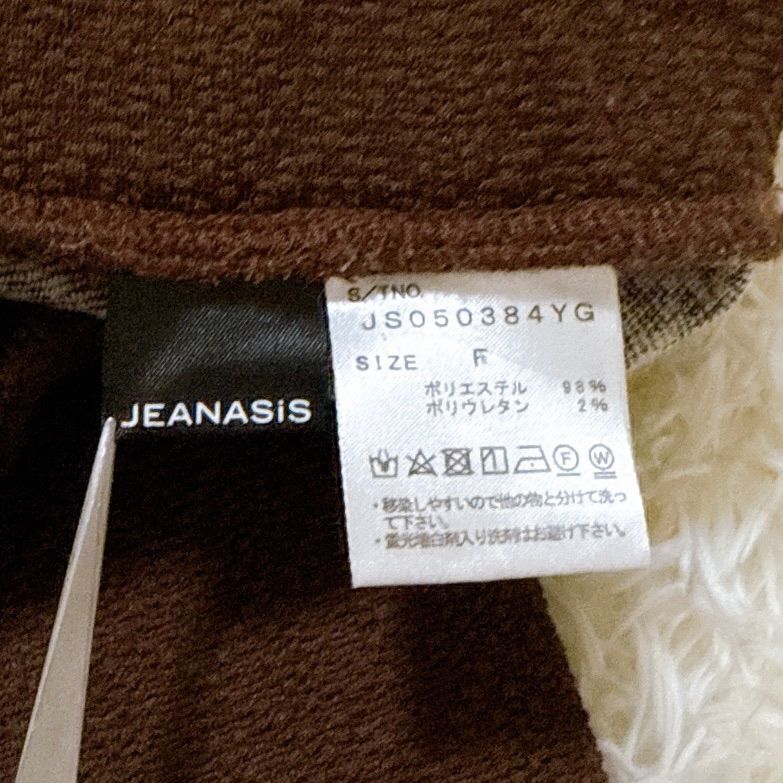 JEANASiS
S/TNO.
JS050384YG
SIZE F
ポリエステル 98%
ポリウレタン 2%
F W
・移染しやすいので他の物と分けて洗っ
て下さい。
・蛍光増白剤入り洗剤はお避け下さい。